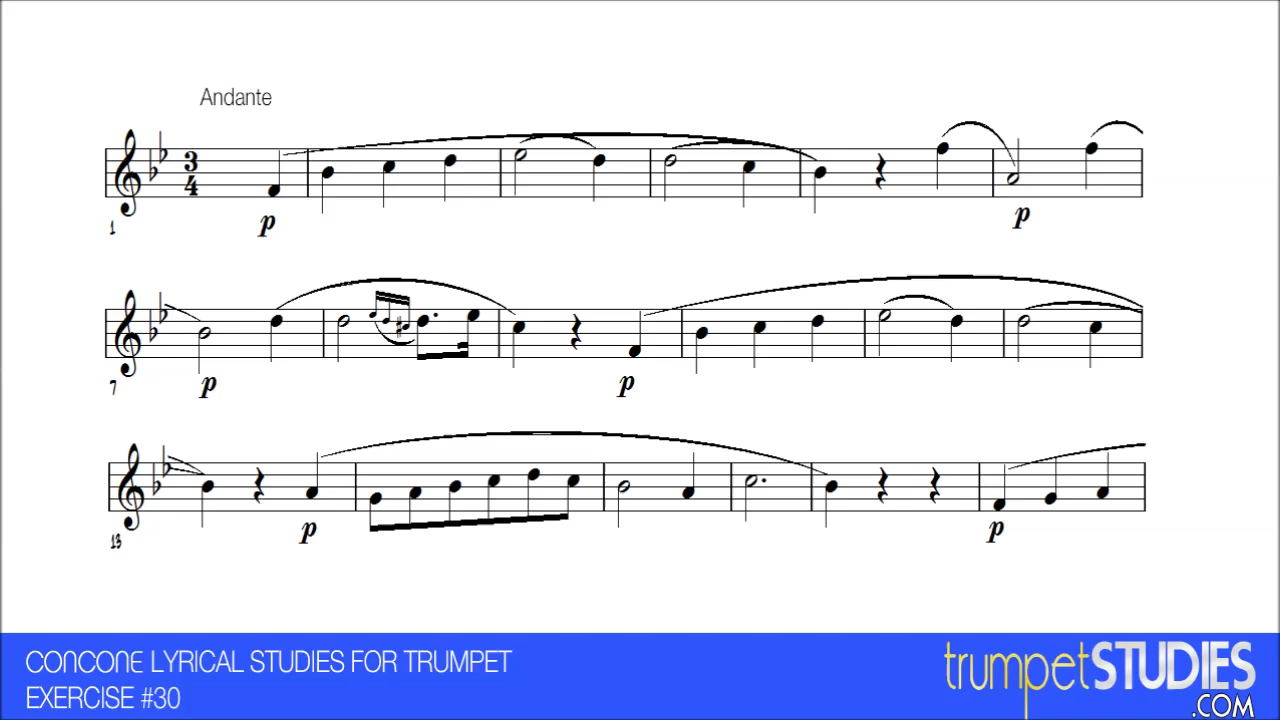 Andante
3
4
p
p
1
p
p
7
p
13
p
CONCONE LYRICAL STUDIES FOR TRUMPET
EXERCISE #30
trumpetSTUDIES
.COM